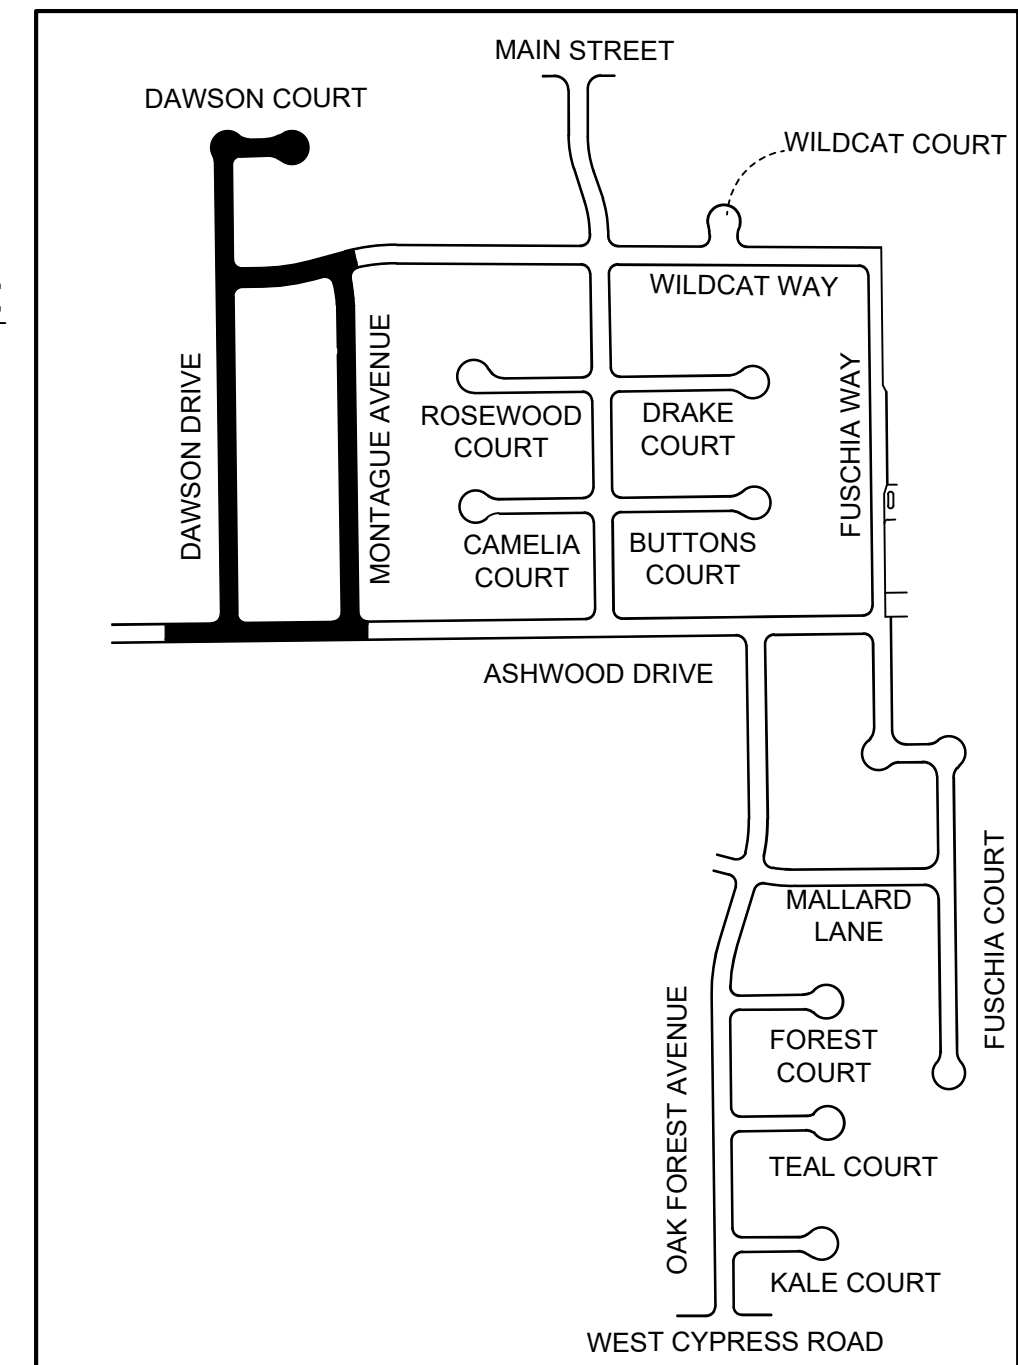 MAIN STREET
DAWSON COURT
WILDCAT COURT
WILDCAT WAY
DAWSON DRIVE
MONTAGUE AVENUE
FUSCHIA WAY
ROSEWOOD
COURT
DRAKE
COURT
CAMELIA
COURT
BUTTONS
COURT
ASHWOOD DRIVE
MALLARD
LANE
FUSCHIA COURT
OAK FOREST AVENUE
FOREST
COURT
TEAL COURT
KALE COURT
WEST CYPRESS ROAD